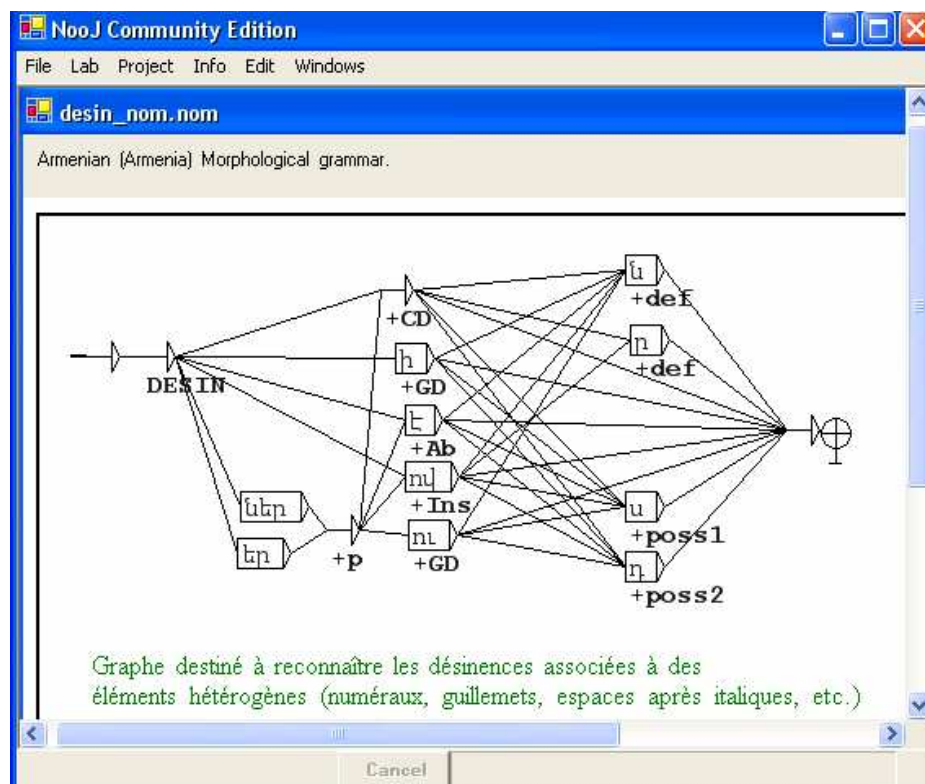 NooJ Community Edition
File Lab Project Info Edit Windows
desin_nom.nom
Armenian (Armenia) Morphological grammar.
ն
+def
+CD
ը
+def
ի
+GD
DESIN
է
+Ab
ով
+Ins
ներ
ս
+poss1
ու
+GD
եր
+p
դ
+poss2
Graphe destiné à reconnaître les désinences associées à des
éléments hétérogènes (numéraux, guillemets, espaces après italiques, etc.)
Cancel